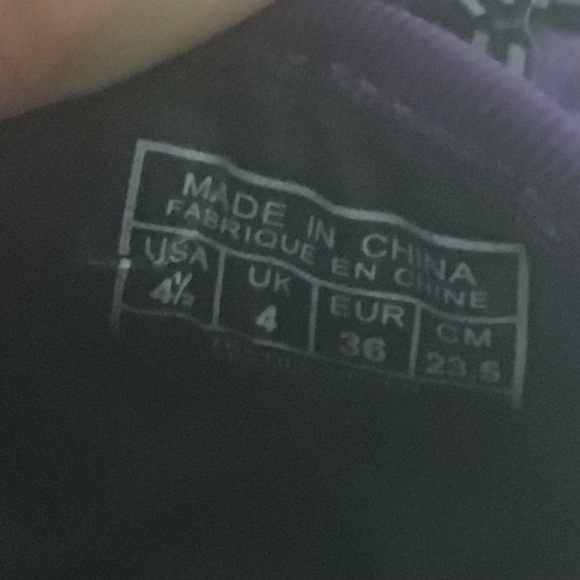 MADE IN CHINA
FABRIQUE EN CHINE
USA UK EUR CM
4½ 4 36 23.5